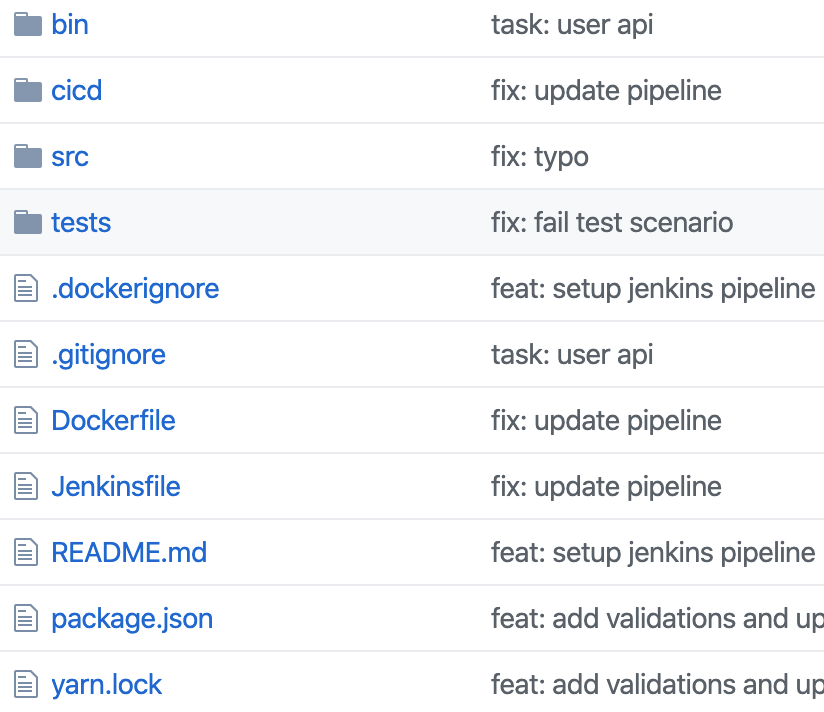 bin task: user api
cicd fix: update pipeline
src fix: typo
tests fix: fail test scenario
.dockerignore feat: setup jenkins pipeline
.gitignore task: user api
Dockerfile fix: update pipeline
Jenkinsfile fix: update pipeline
README.md feat: setup jenkins pipeline
package.json feat: add validations and up
yarn.lock feat: add validations and up